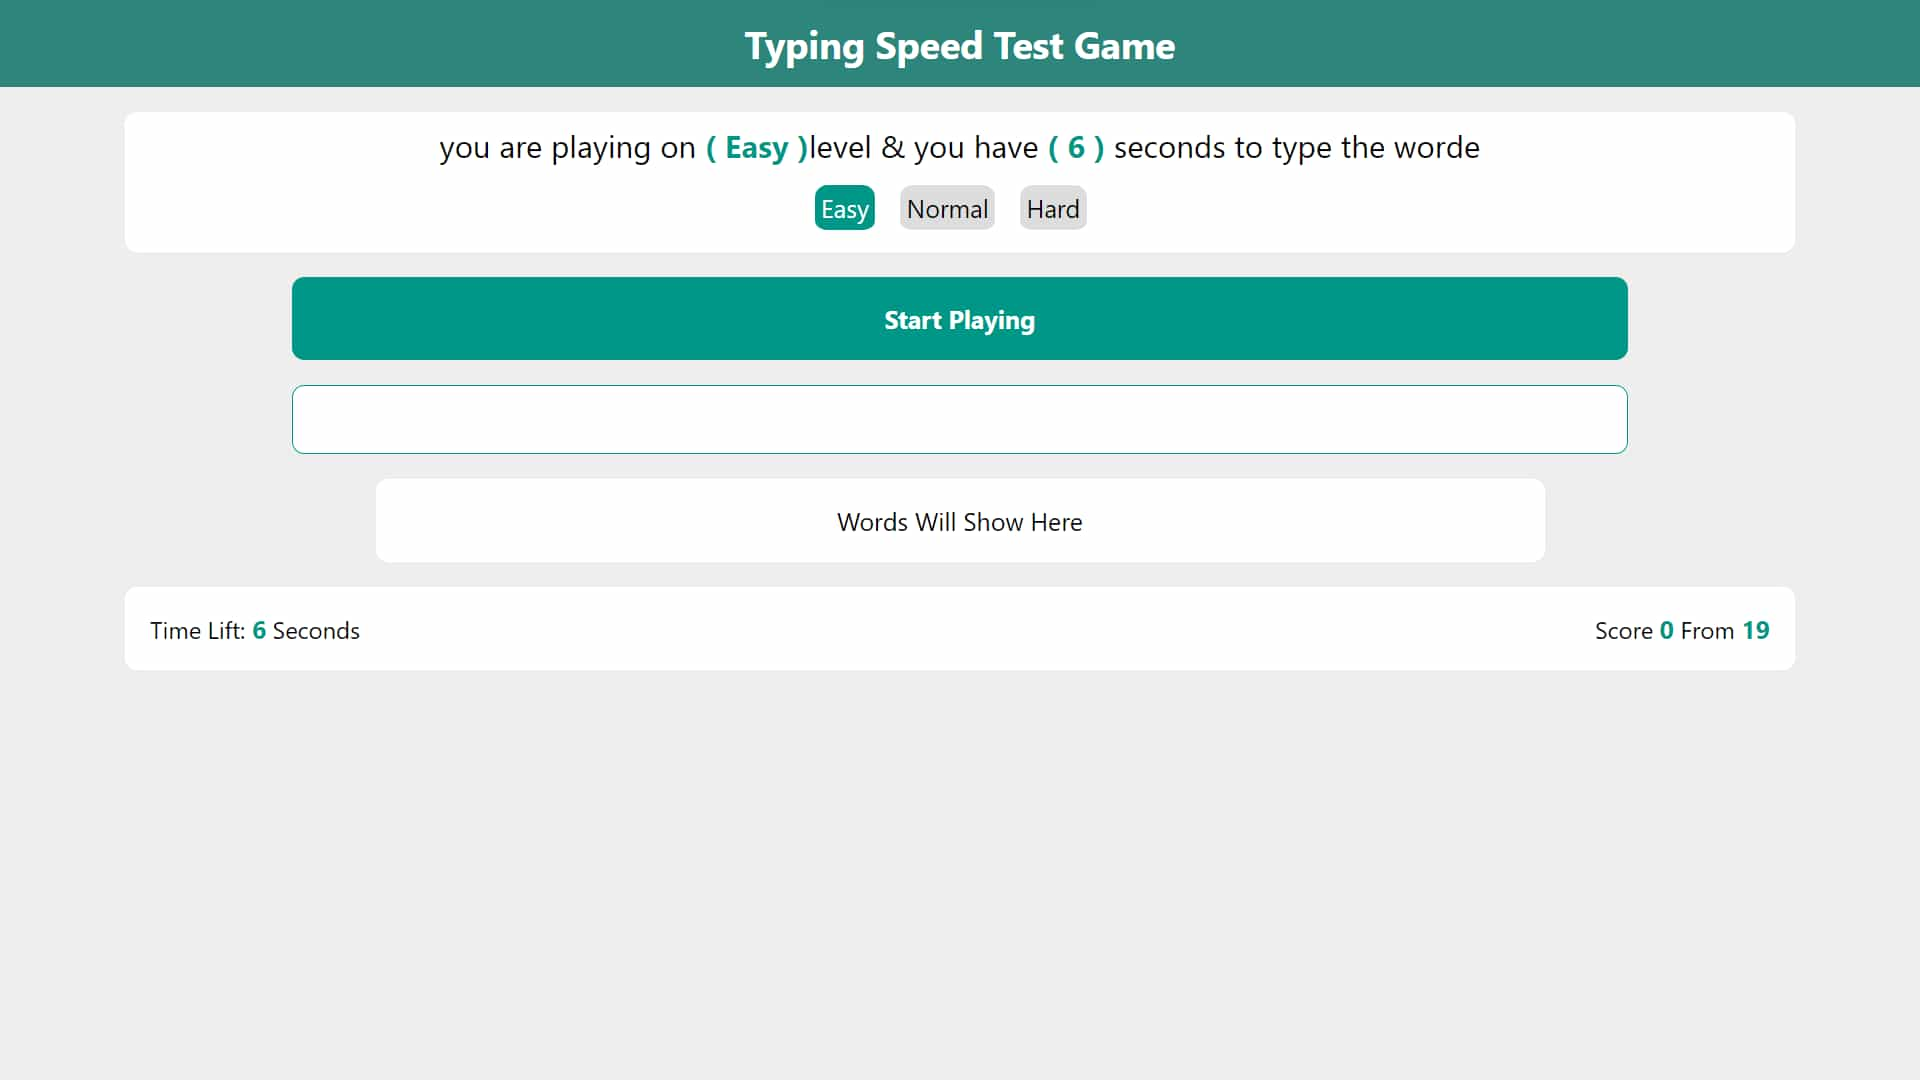 Typing Speed Test Game
you are playing on ( Easy )level & you have ( 6 ) seconds to type the worde
Easy Normal Hard
Start Playing
Words Will Show Here
Time Lift: 6 Seconds Score 0 From 19